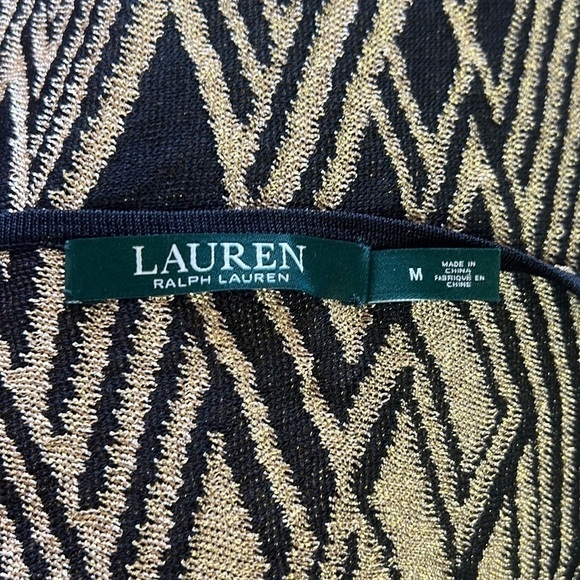 LAUREN
RALPH LAUREN
M
MADE IN
CHINA
FABRIQUÉ EN
CHINE